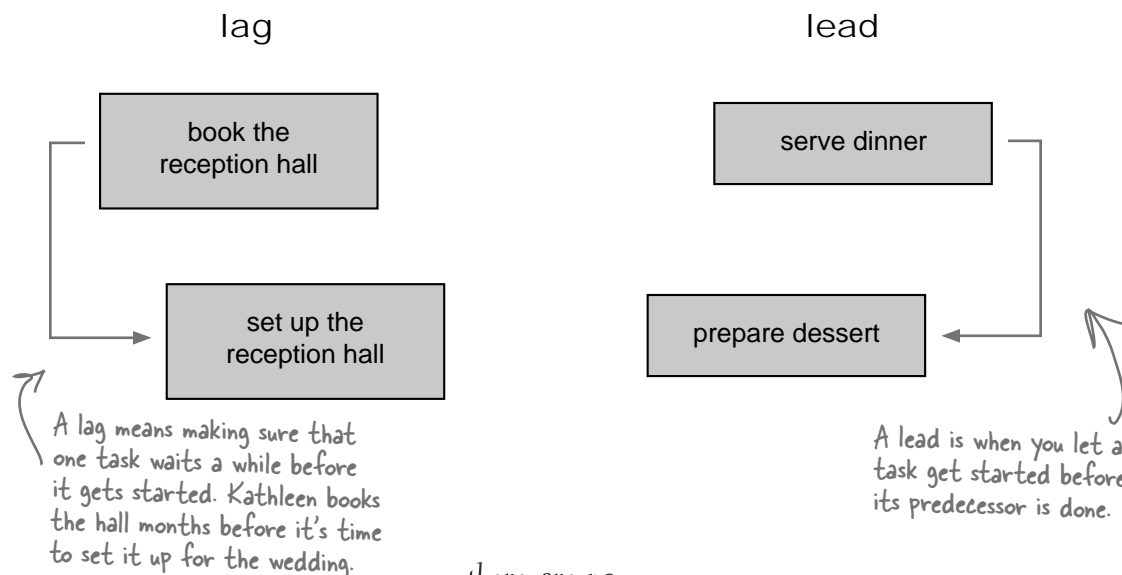 lag
book the
reception hall
set up the
reception hall
A lag means making sure that
one task waits a while before
it gets started. Kathleen books
the hall months before it's time
to set it up for the wedding.
lead
serve dinner
prepare dessert
A lead is when you let a
task get started before
its predecessor is done.